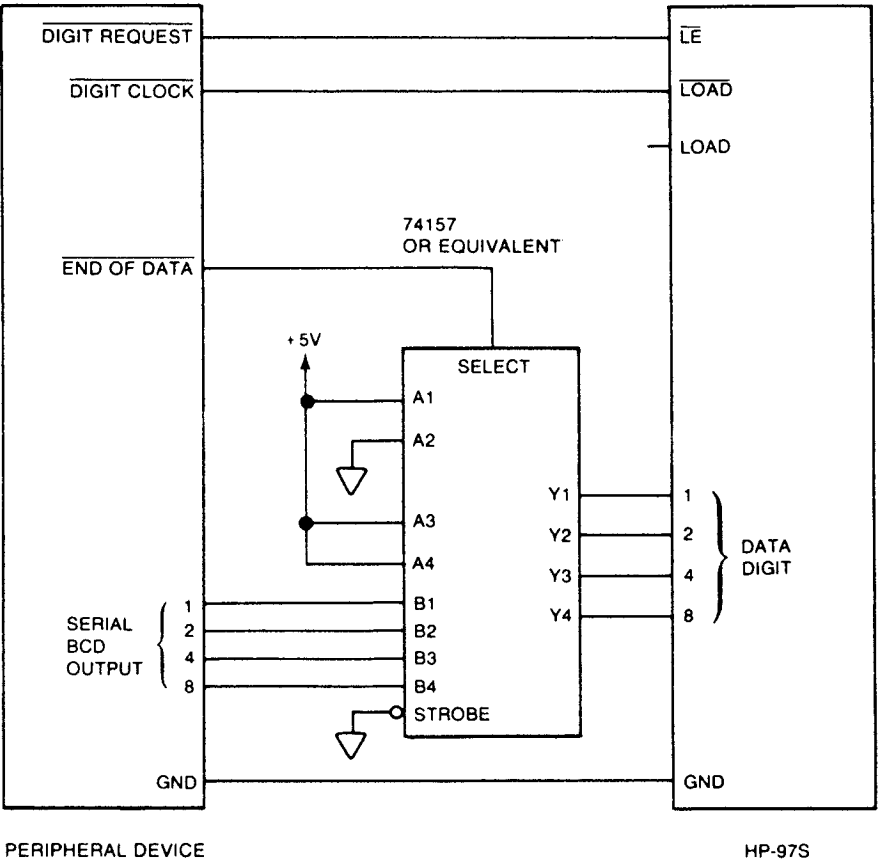 DIGIT REQUEST
LE
DIGIT CLOCK
LOAD
LOAD
74157
OR EQUIVALENT
END OF DATA
+5V
SELECT
A1
A2
A3
A4
Y1
Y2
Y3
Y4
1
2
4
8
DATA
DIGIT
SERIAL
BCD
OUTPUT
1
2
4
8
B1
B2
B3
B4
STROBE
GND
GND
PERIPHERAL DEVICE
HP-97S